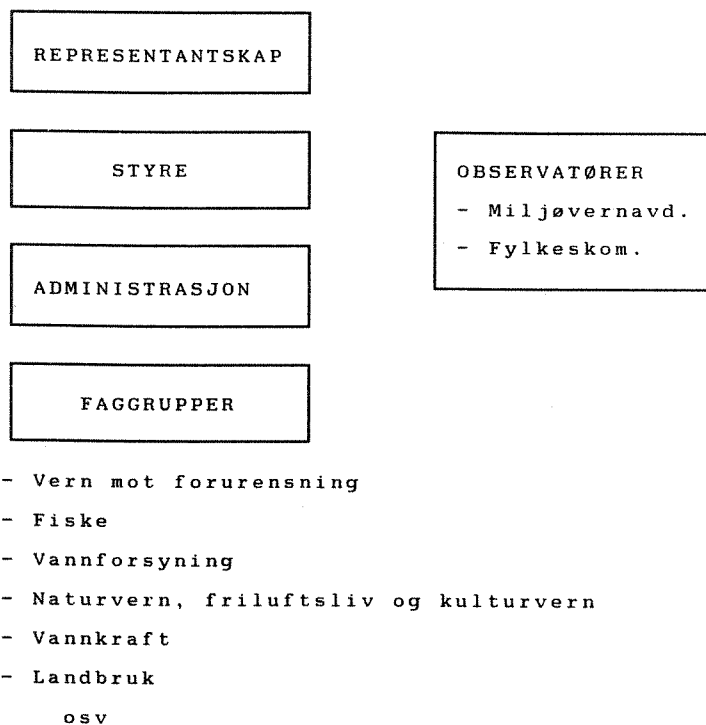 REPRESENTANTSKAP
STYRE
OBSERVATØRER
- Miljøvernavd.
- Fylkeskom.
ADMINISTRASJON
FAGGRUPPER
- Vern mot forurensning
- Fiske
- Vannforsyning
- Naturvern, friluftsliv og kulturvern
- Vannkraft
- Landbruk
osv